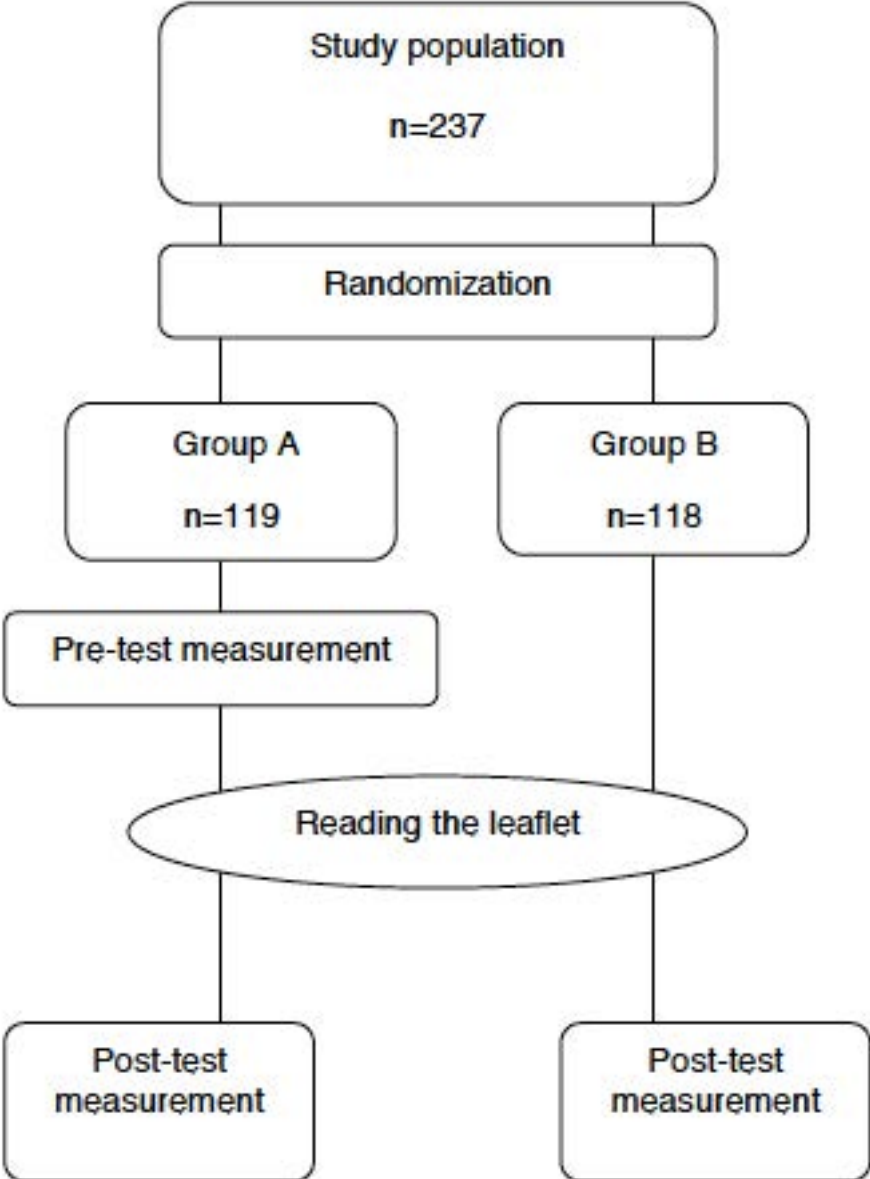 Study population
n=237
Randomization
Group A
n=119
Group B
n=118
Pre-test measurement
Reading the leaflet
Post-test
measurement
Post-test
measurement